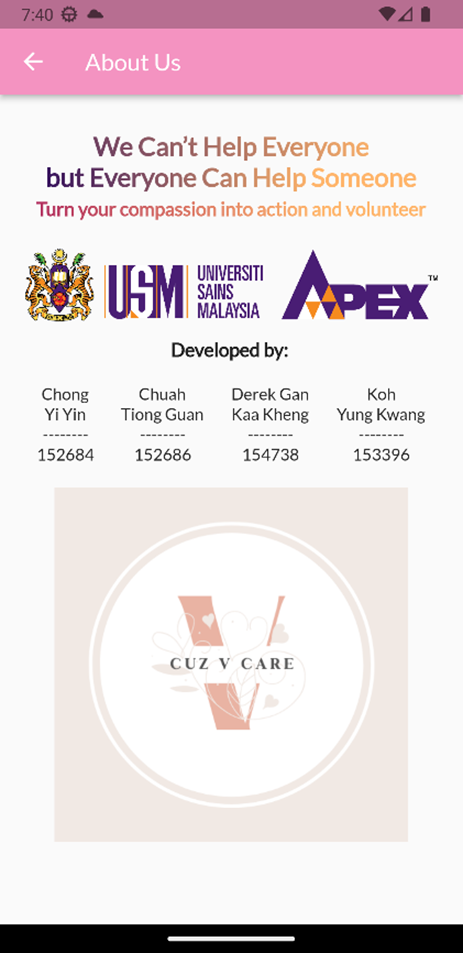 7:40
About Us
We Can’t Help Everyone
but Everyone Can Help Someone
Turn your compassion into action and volunteer
USM UNIVERSITI
SAINS
MALAYSIA
APEX™
Developed by:
Chong Chuah Derek Gan Koh
Yi Yin Tiong Guan Kaa Kheng Yung Kwang
-------- -------- -------- --------
152684 152686 154738 153396
V
CUZ V CARE